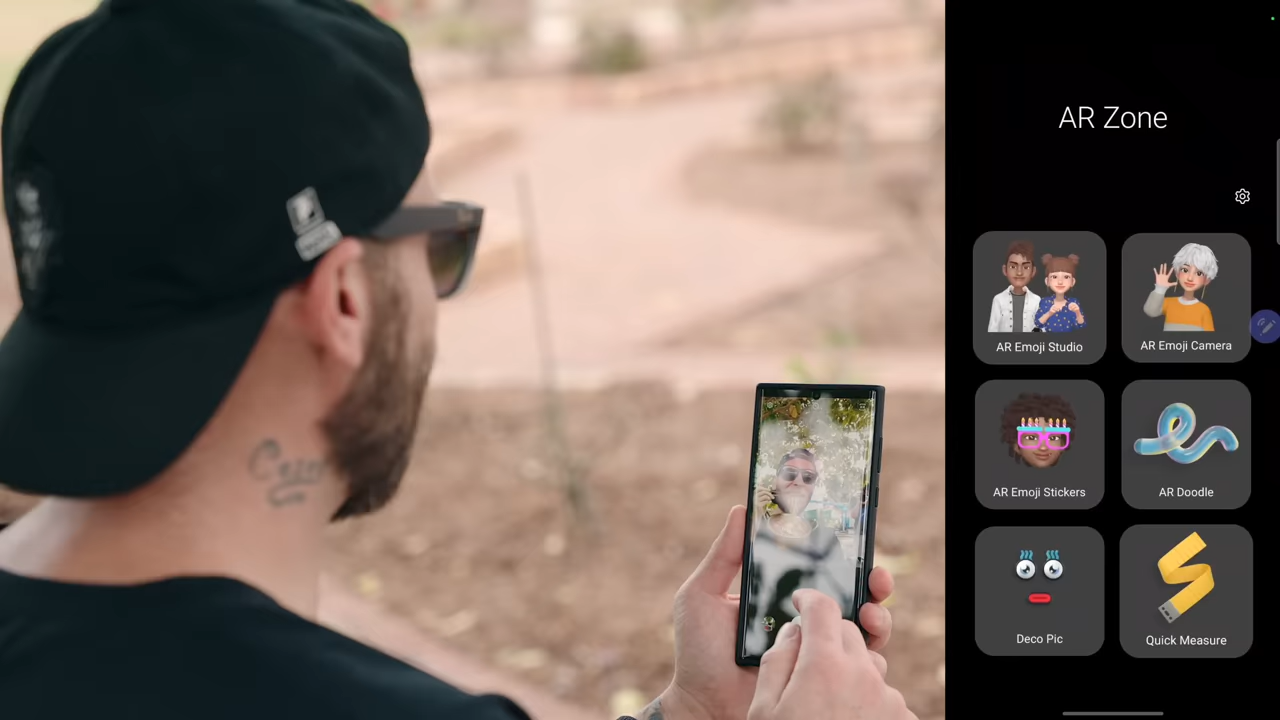 AR Zone
AR Emoji Studio
AR Emoji Camera
AR Emoji Stickers
AR Doodle
Deco Pic
Quick Measure